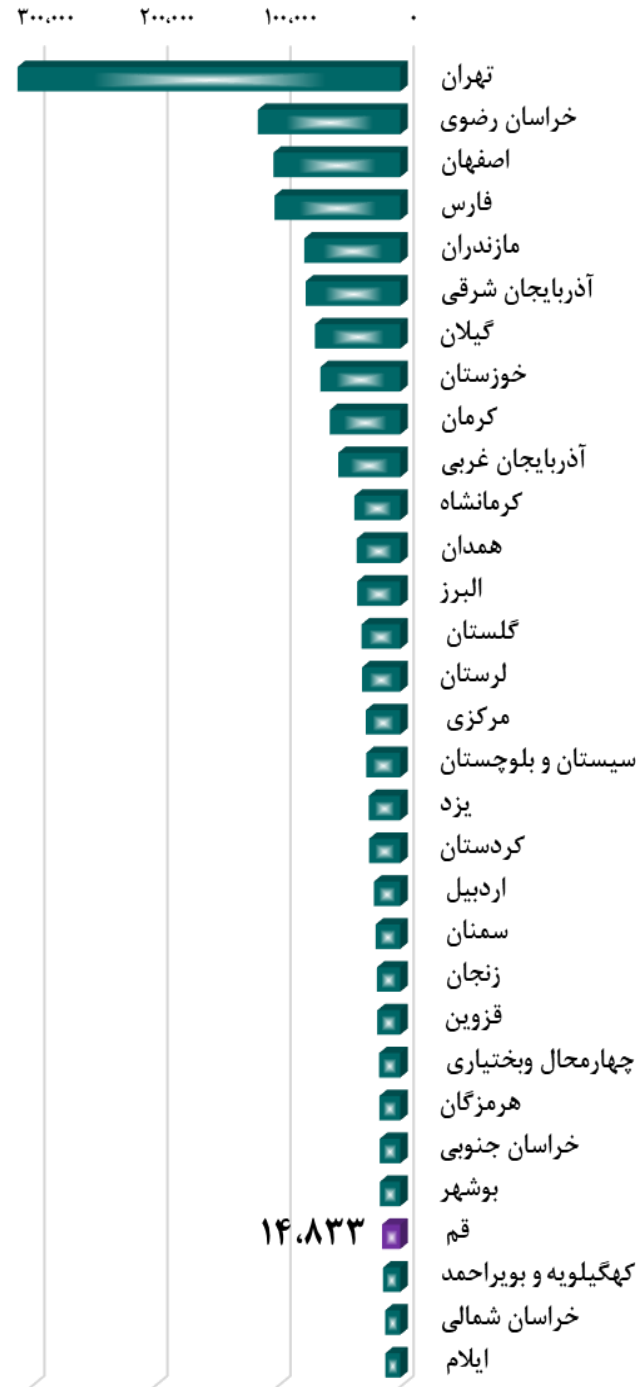 ۰ ۱۰۰،۰۰۰ ۲۰۰،۰۰۰ ۳۰۰،۰۰۰
تهران
خراسان رضوی
اصفهان
فارس
مازندران
آذربایجان شرقی
گیلان
خوزستان
کرمان
آذربایجان غربی
کرمانشاه
همدان
البرز
گلستان
لرستان
مرکزی
سیستان و بلوچستان
یزد
کردستان
اردبیل
سمنان
زنجان
قزوین
چهارمحال وبختیاری
هرمزگان
خراسان جنوبی
بوشهر
قم ۱۴،۸۳۳
کهگیلویه و بویراحمد
خراسان شمالی
ایلام